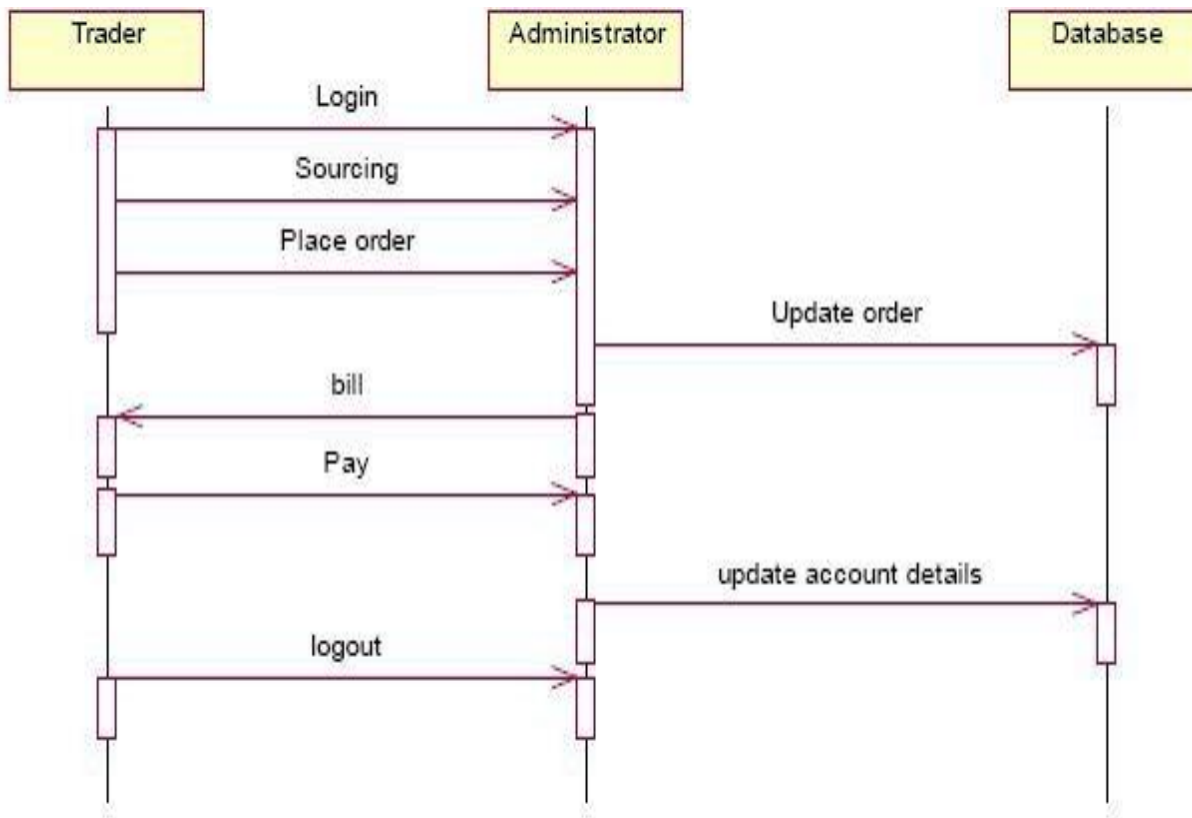 Trader
Administrator
Database
Login
Sourcing
Place order
Update order
bill
Pay
update account details
logout